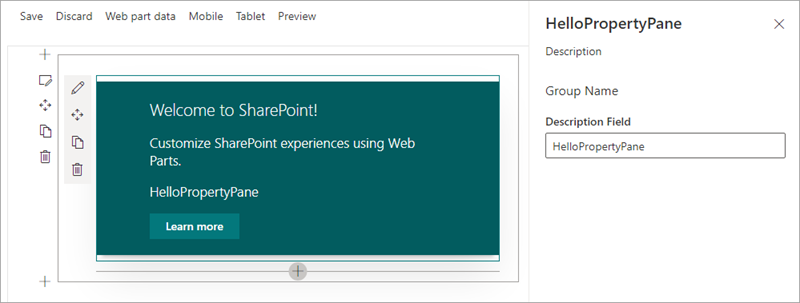 Save Discard Web part data Mobile Tablet Preview
Welcome to SharePoint!
Customize SharePoint experiences using Web
Parts.
HelloPropertyPane
Learn more
HelloPropertyPane
Description
Group Name
Description Field
HelloPropertyPane